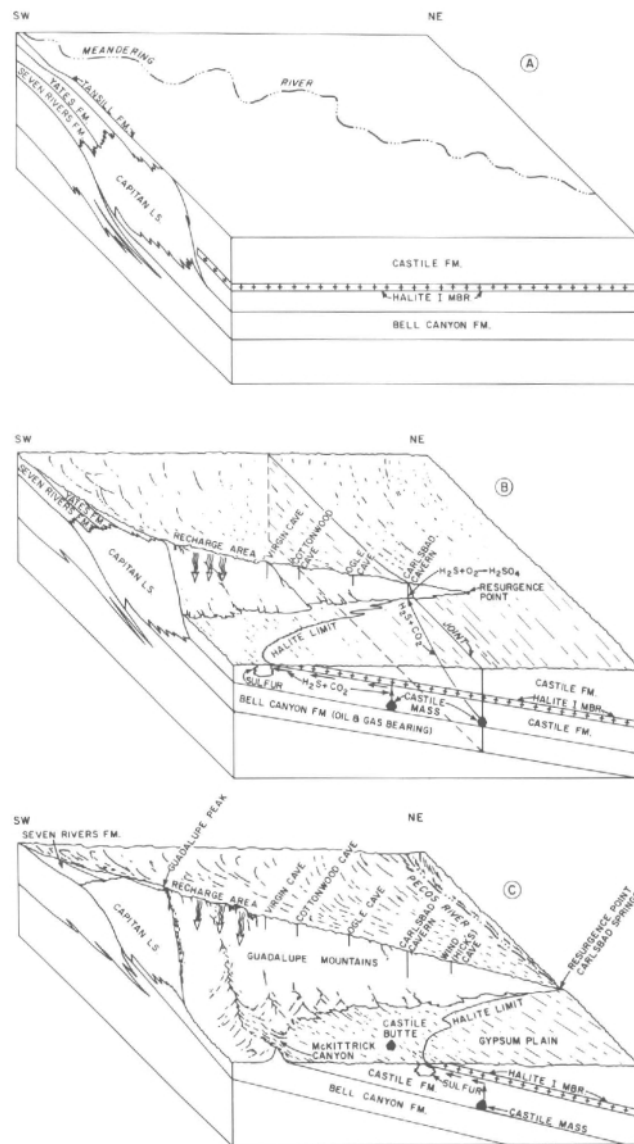 SW
NE
MEANDERING
RIVER
A
TANSILL FM.
YATES FM.
SEVEN RIVERS FM.
CAPITAN LS.
CASTILE FM.
HALITE I MBR
BELL CANYON FM.
SW
NE
B
YATES FM.
SEVEN RIVERS FM.
RECHARGE AREA
VIRGIN CAVE
COTTONWOOD CAVE
OGLE CAVE
CARLSBAD CAVERN
H₂S+O₂→H₂SO₄
RESURGENCE POINT
CAPITAN LS.
H₂S+CO₂
JOINT
HALITE LIMIT
SULFUR
H₂S+CO₂
CASTILE MASS
CASTILE FM.
HALITE I MBR
BELL CANYON FM (OIL & GAS BEARING)
CASTILE FM.
SW
NE
SEVEN RIVERS FM.
GUADALUPE PEAK
C
RECHARGE AREA
VIRGIN CAVE
COTTONWOOD CAVE
OGLE CAVE
CARLSBAD CAVERN
WIND (HICKS) CAVE
PECOS RIVER
RESURGENCE POINT
CARLSBAD SPRINGS
CAPITAN LS.
GUADALUPE MOUNTAINS
HALITE LIMIT
CASTILE BUTTE
GYPSUM PLAIN
McKITTRICK CANYON
CASTILE FM.
SULFUR
HALITE I MBR
BELL CANYON FM.
CASTILE MASS